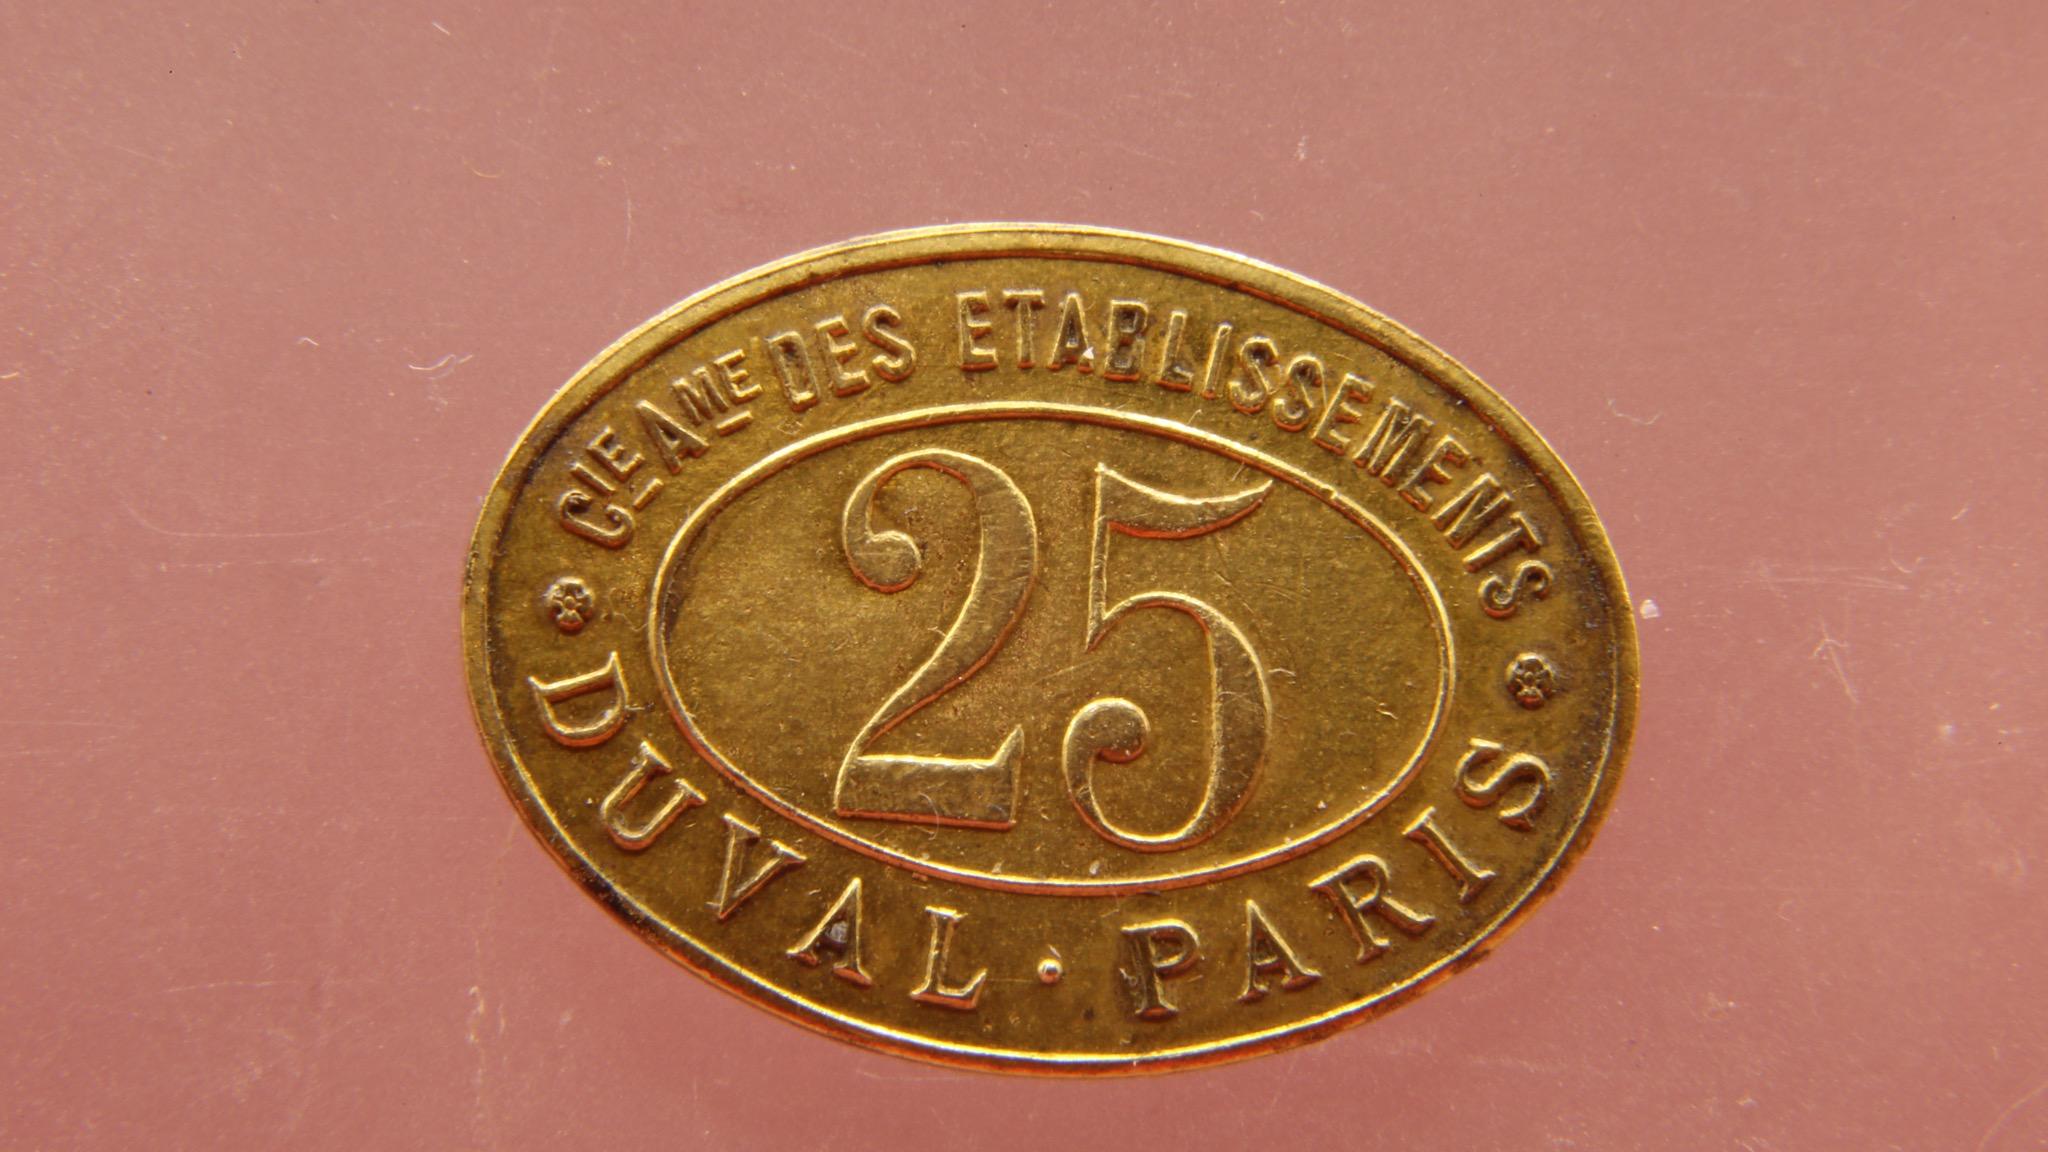 CIE AME DES ETABLISSEMENTS
25
DUVAL · PARIS